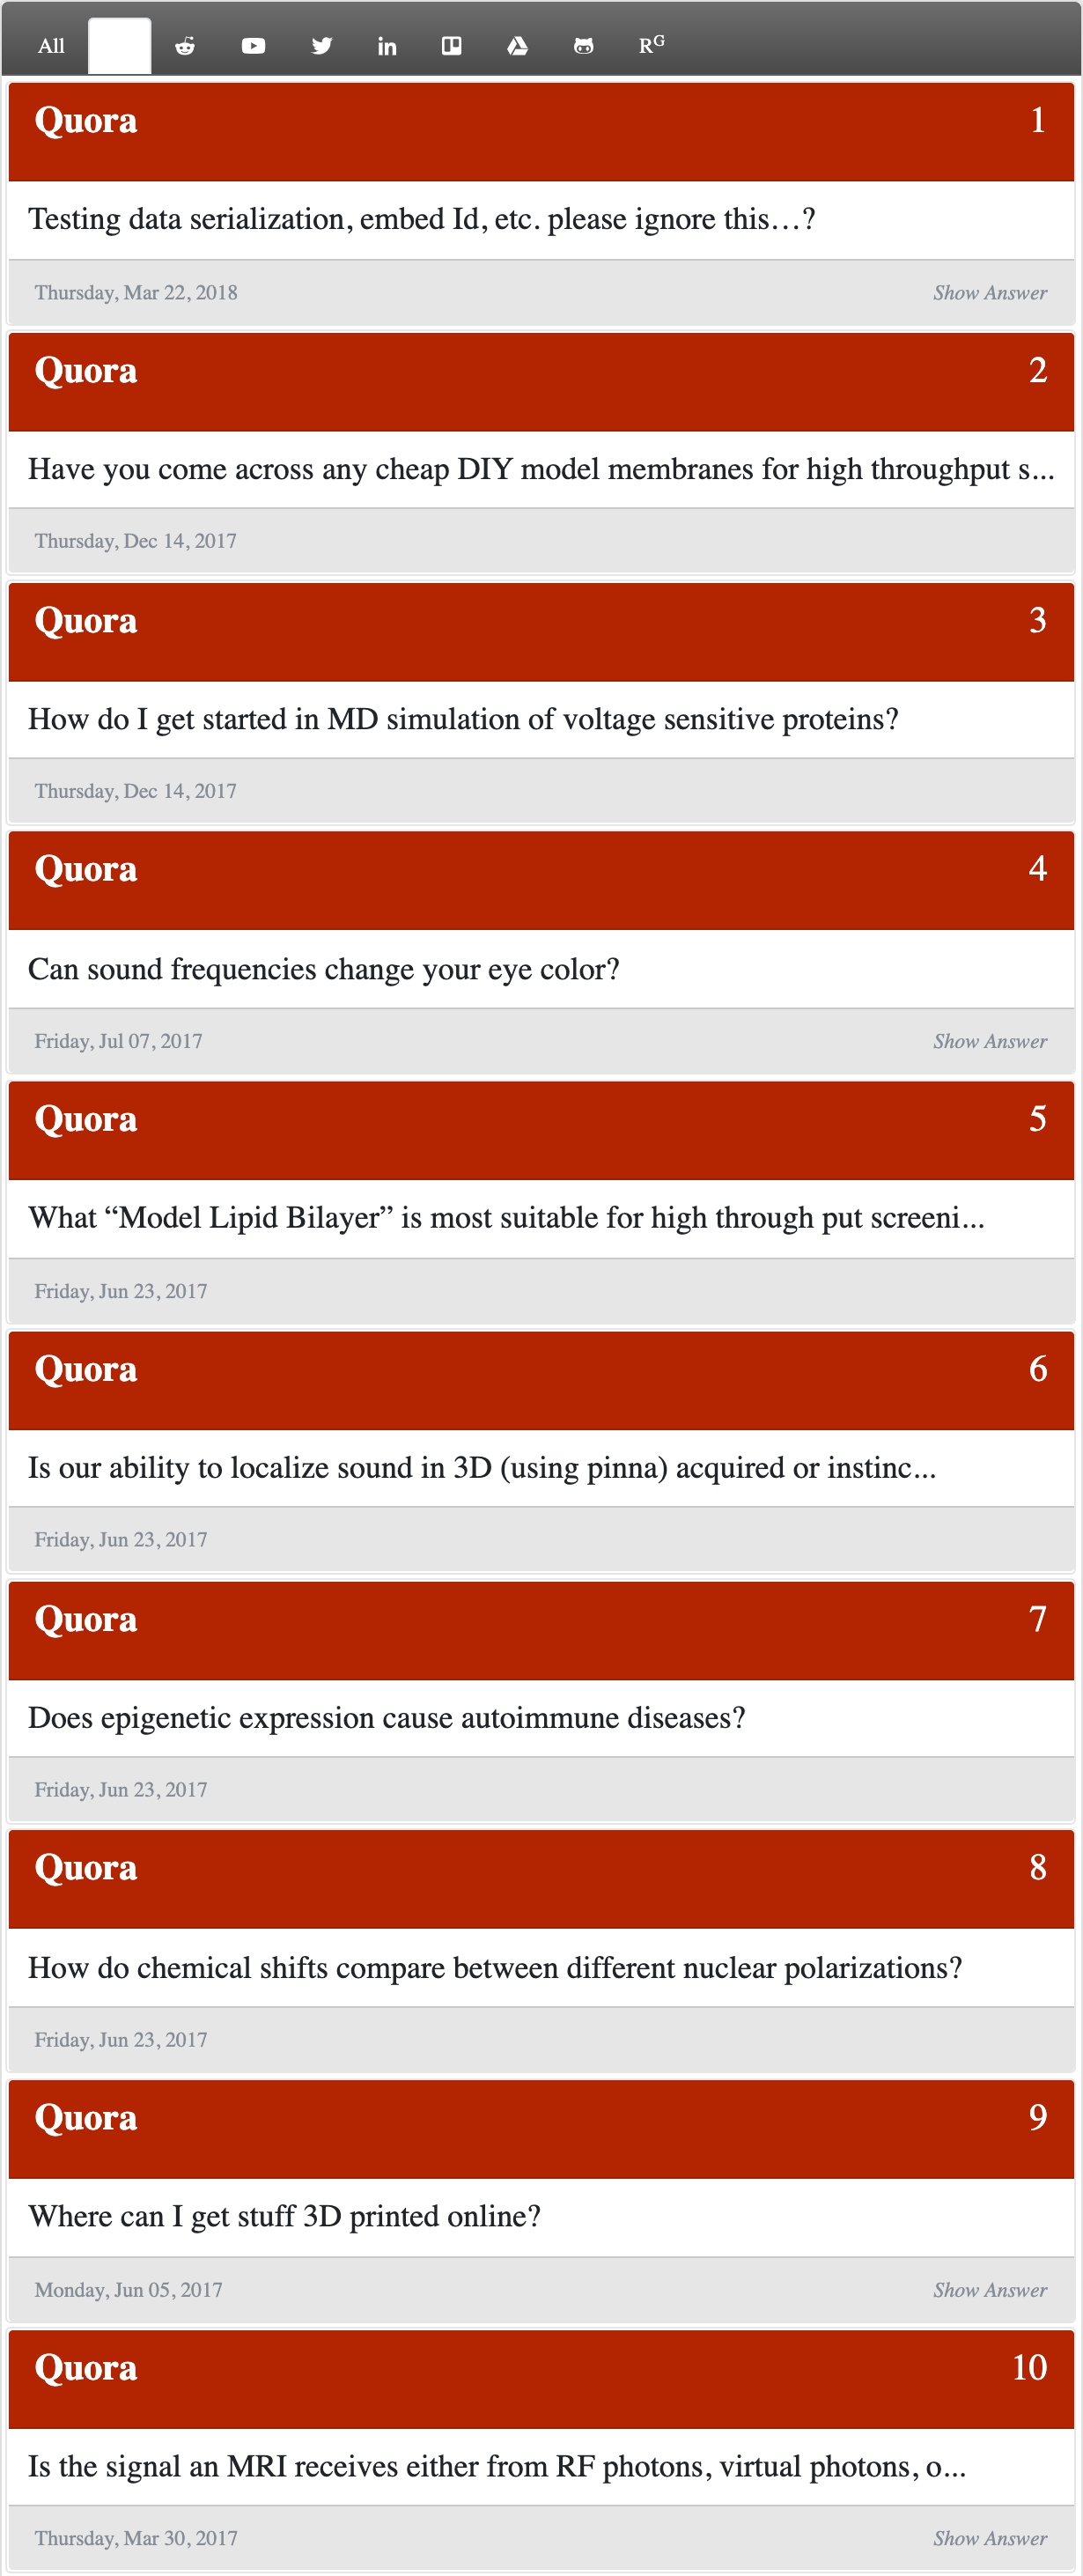 All in R^G
Quora 1
Testing data serialization, embed Id, etc. please ignore this…?
Thursday, Mar 22, 2018 Show Answer
Quora 2
Have you come across any cheap DIY model membranes for high throughput s...
Thursday, Dec 14, 2017
Quora 3
How do I get started in MD simulation of voltage sensitive proteins?
Thursday, Dec 14, 2017
Quora 4
Can sound frequencies change your eye color?
Friday, Jul 07, 2017 Show Answer
Quora 5
What “Model Lipid Bilayer” is most suitable for high through put screeni...
Friday, Jun 23, 2017
Quora 6
Is our ability to localize sound in 3D (using pinna) acquired or instinc...
Friday, Jun 23, 2017
Quora 7
Does epigenetic expression cause autoimmune diseases?
Friday, Jun 23, 2017
Quora 8
How do chemical shifts compare between different nuclear polarizations?
Friday, Jun 23, 2017
Quora 9
Where can I get stuff 3D printed online?
Monday, Jun 05, 2017 Show Answer
Quora 10
Is the signal an MRI receives either from RF photons, virtual photons, o...
Thursday, Mar 30, 2017 Show Answer